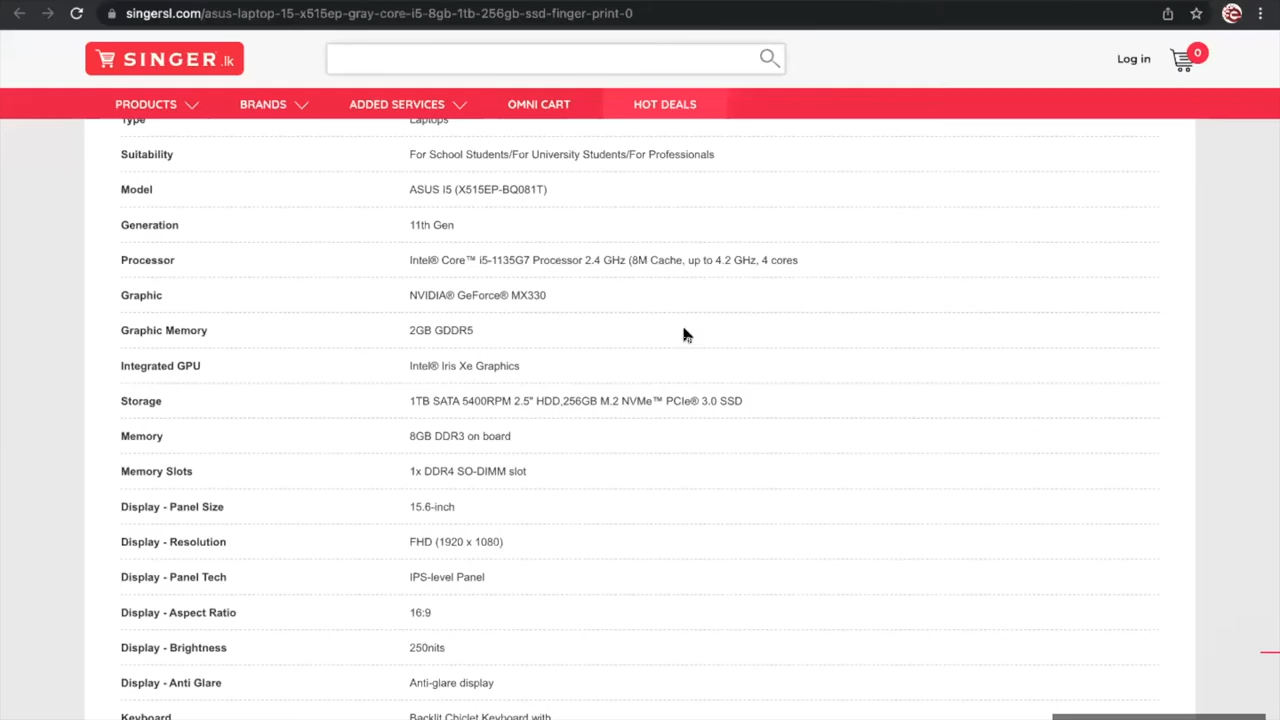 singersl.com/asus-laptop-15-x515ep-gray-core-i5-8gb-1tb-256gb-ssd-finger-print-0
SINGER.lk
Log in
0
PRODUCTS BRANDS ADDED SERVICES OMNI CART HOT DEALS
Type Laptops
Suitability For School Students/For University Students/For Professionals
Model ASUS I5 (X515EP-BQ081T)
Generation 11th Gen
Processor Intel® Core™ i5-1135G7 Processor 2.4 GHz (8M Cache, up to 4.2 GHz, 4 cores
Graphic NVIDIA® GeForce® MX330
Graphic Memory 2GB GDDR5
Integrated GPU Intel® Iris Xe Graphics
Storage 1TB SATA 5400RPM 2.5" HDD,256GB M.2 NVMe™ PCIe® 3.0 SSD
Memory 8GB DDR3 on board
Memory Slots 1x DDR4 SO-DIMM slot
Display - Panel Size 15.6-inch
Display - Resolution FHD (1920 x 1080)
Display - Panel Tech IPS-level Panel
Display - Aspect Ratio 16:9
Display - Brightness 250nits
Display - Anti Glare Anti-glare display
Keyboard Backlit Chiclet Keyboard with